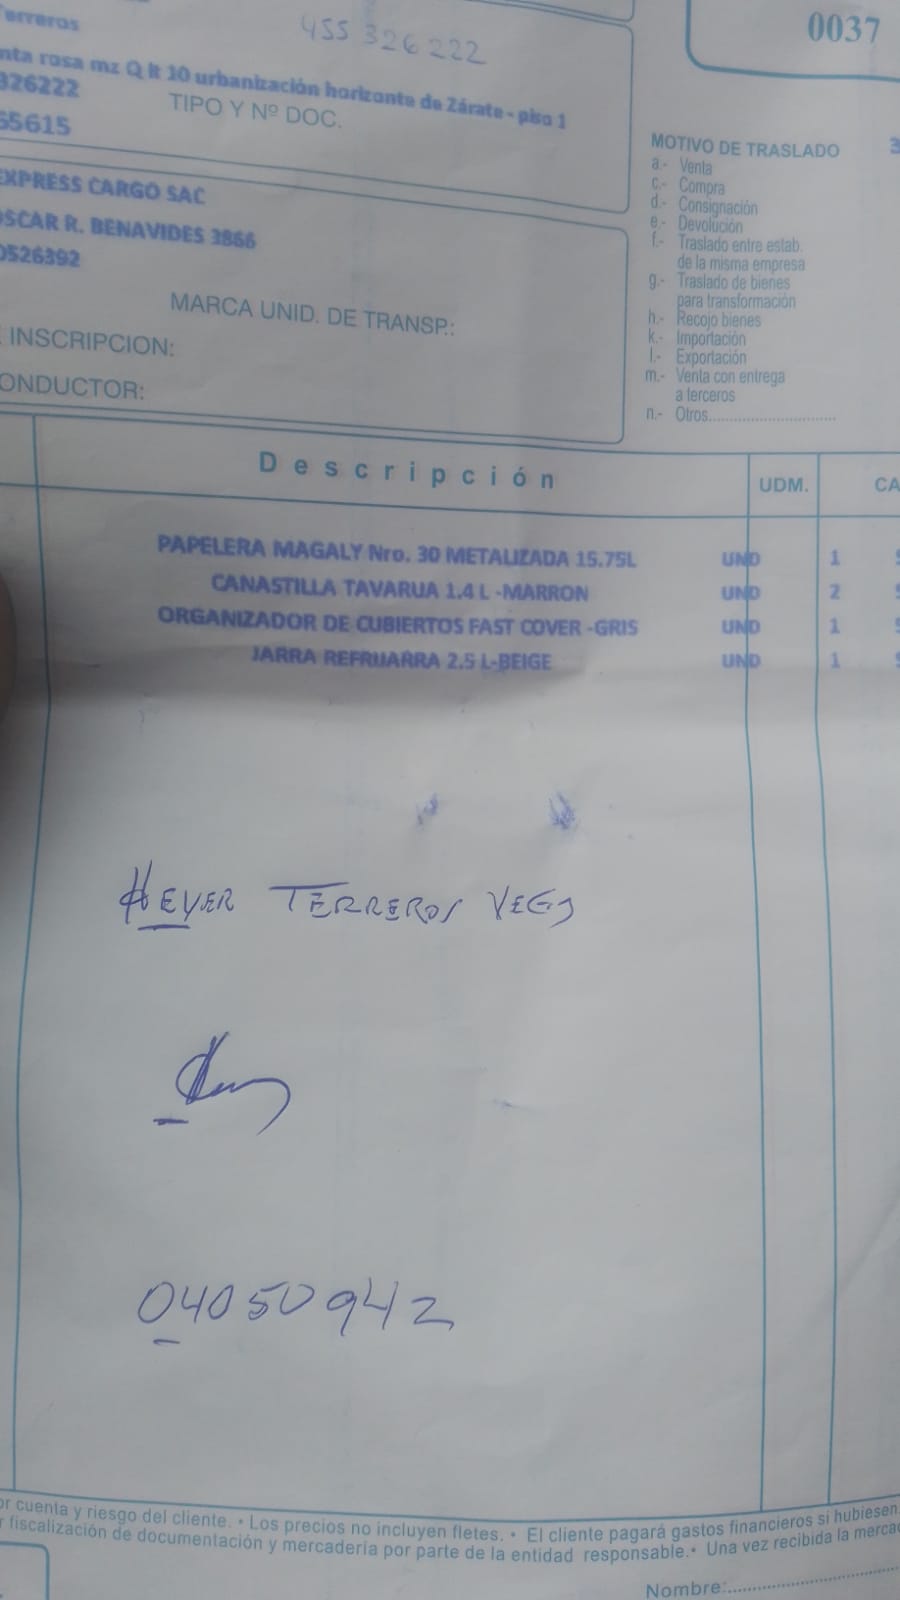 Terreros
455 326 222
0037
nta rosa mz Q lt 10 urbanización horizonte de Zárate - piso 1
326222
TIPO Y Nº DOC.
65615
EXPRESS CARGO SAC
OSCAR R. BENAVIDES 3866
0526392
MARCA UNID. DE TRANSP.:
INSCRIPCION:
CONDUCTOR:
MOTIVO DE TRASLADO
a.- Venta
c.- Compra
d.- Consignación
e.- Devolución
f.- Traslado entre estab.
de la misma empresa
g.- Traslado de bienes
para transformación
h.- Recojo bienes
k.- Importación
l.- Exportación
m.- Venta con entrega
a terceros
n.- Otros..............................
Descripción UDM. CA
PAPELERA MAGALY Nro. 30 METALIZADA 15.75L UND 1
CANASTILLA TAVARUA 1.4 L -MARRON UND 2
ORGANIZADOR DE CUBIERTOS FAST COVER -GRIS UND 1
JARRA REFRIJARRA 2.5 L-BEIGE UND 1
HEYER TERREROS VEGA
04050942
or cuenta y riesgo del cliente. • Los precios no incluyen fletes. • El cliente pagará gastos financieros si hubiesen
r fiscalización de documentación y mercadería por parte de la entidad responsable. • Una vez recibida la merca
Nombre:..............................